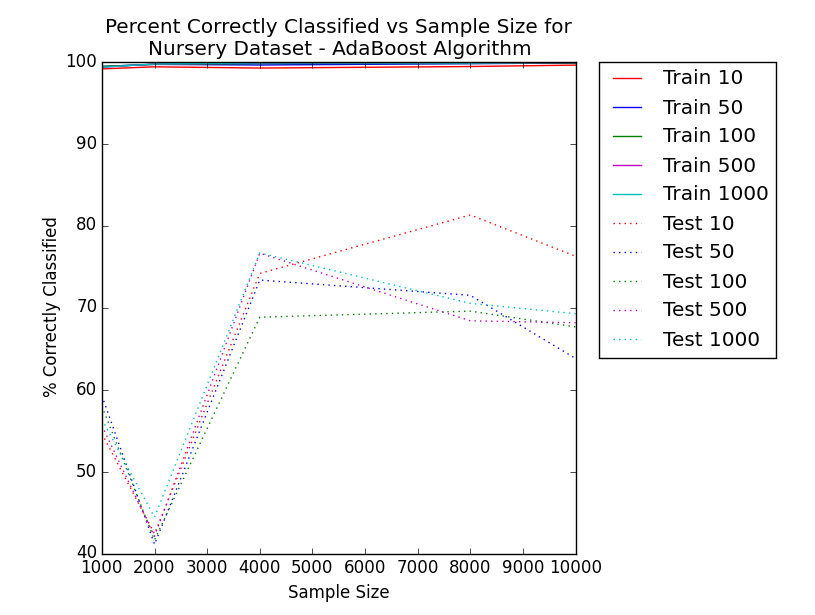 Percent Correctly Classified vs Sample Size for
Nursery Dataset - AdaBoost Algorithm
100
90
80
70
60
50
40
% Correctly Classified
1000 2000 3000 4000 5000 6000 7000 8000 9000 10000
Sample Size
Train 10
Train 50
Train 100
Train 500
Train 1000
Test 10
Test 50
Test 100
Test 500
Test 1000